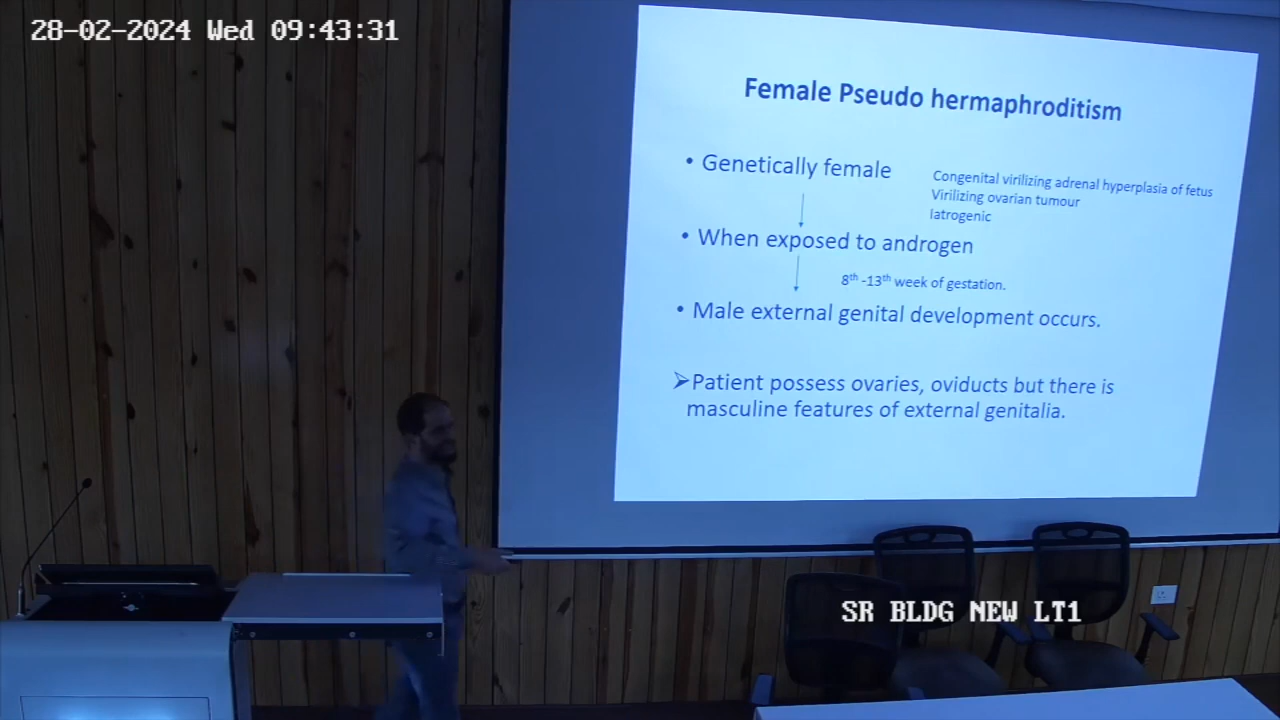 28-02-2024 Wed 09:43:31
Female Pseudo hermaphroditism
• Genetically female
Congenital virilizing adrenal hyperplasia of fetus
Virilizing ovarian tumour
Iatrogenic
• When exposed to androgen
8th -13th week of gestation.
• Male external genital development occurs.
➢Patient possess ovaries, oviducts but there is
masculine features of external genitalia.
SR BLDG NEW LT1